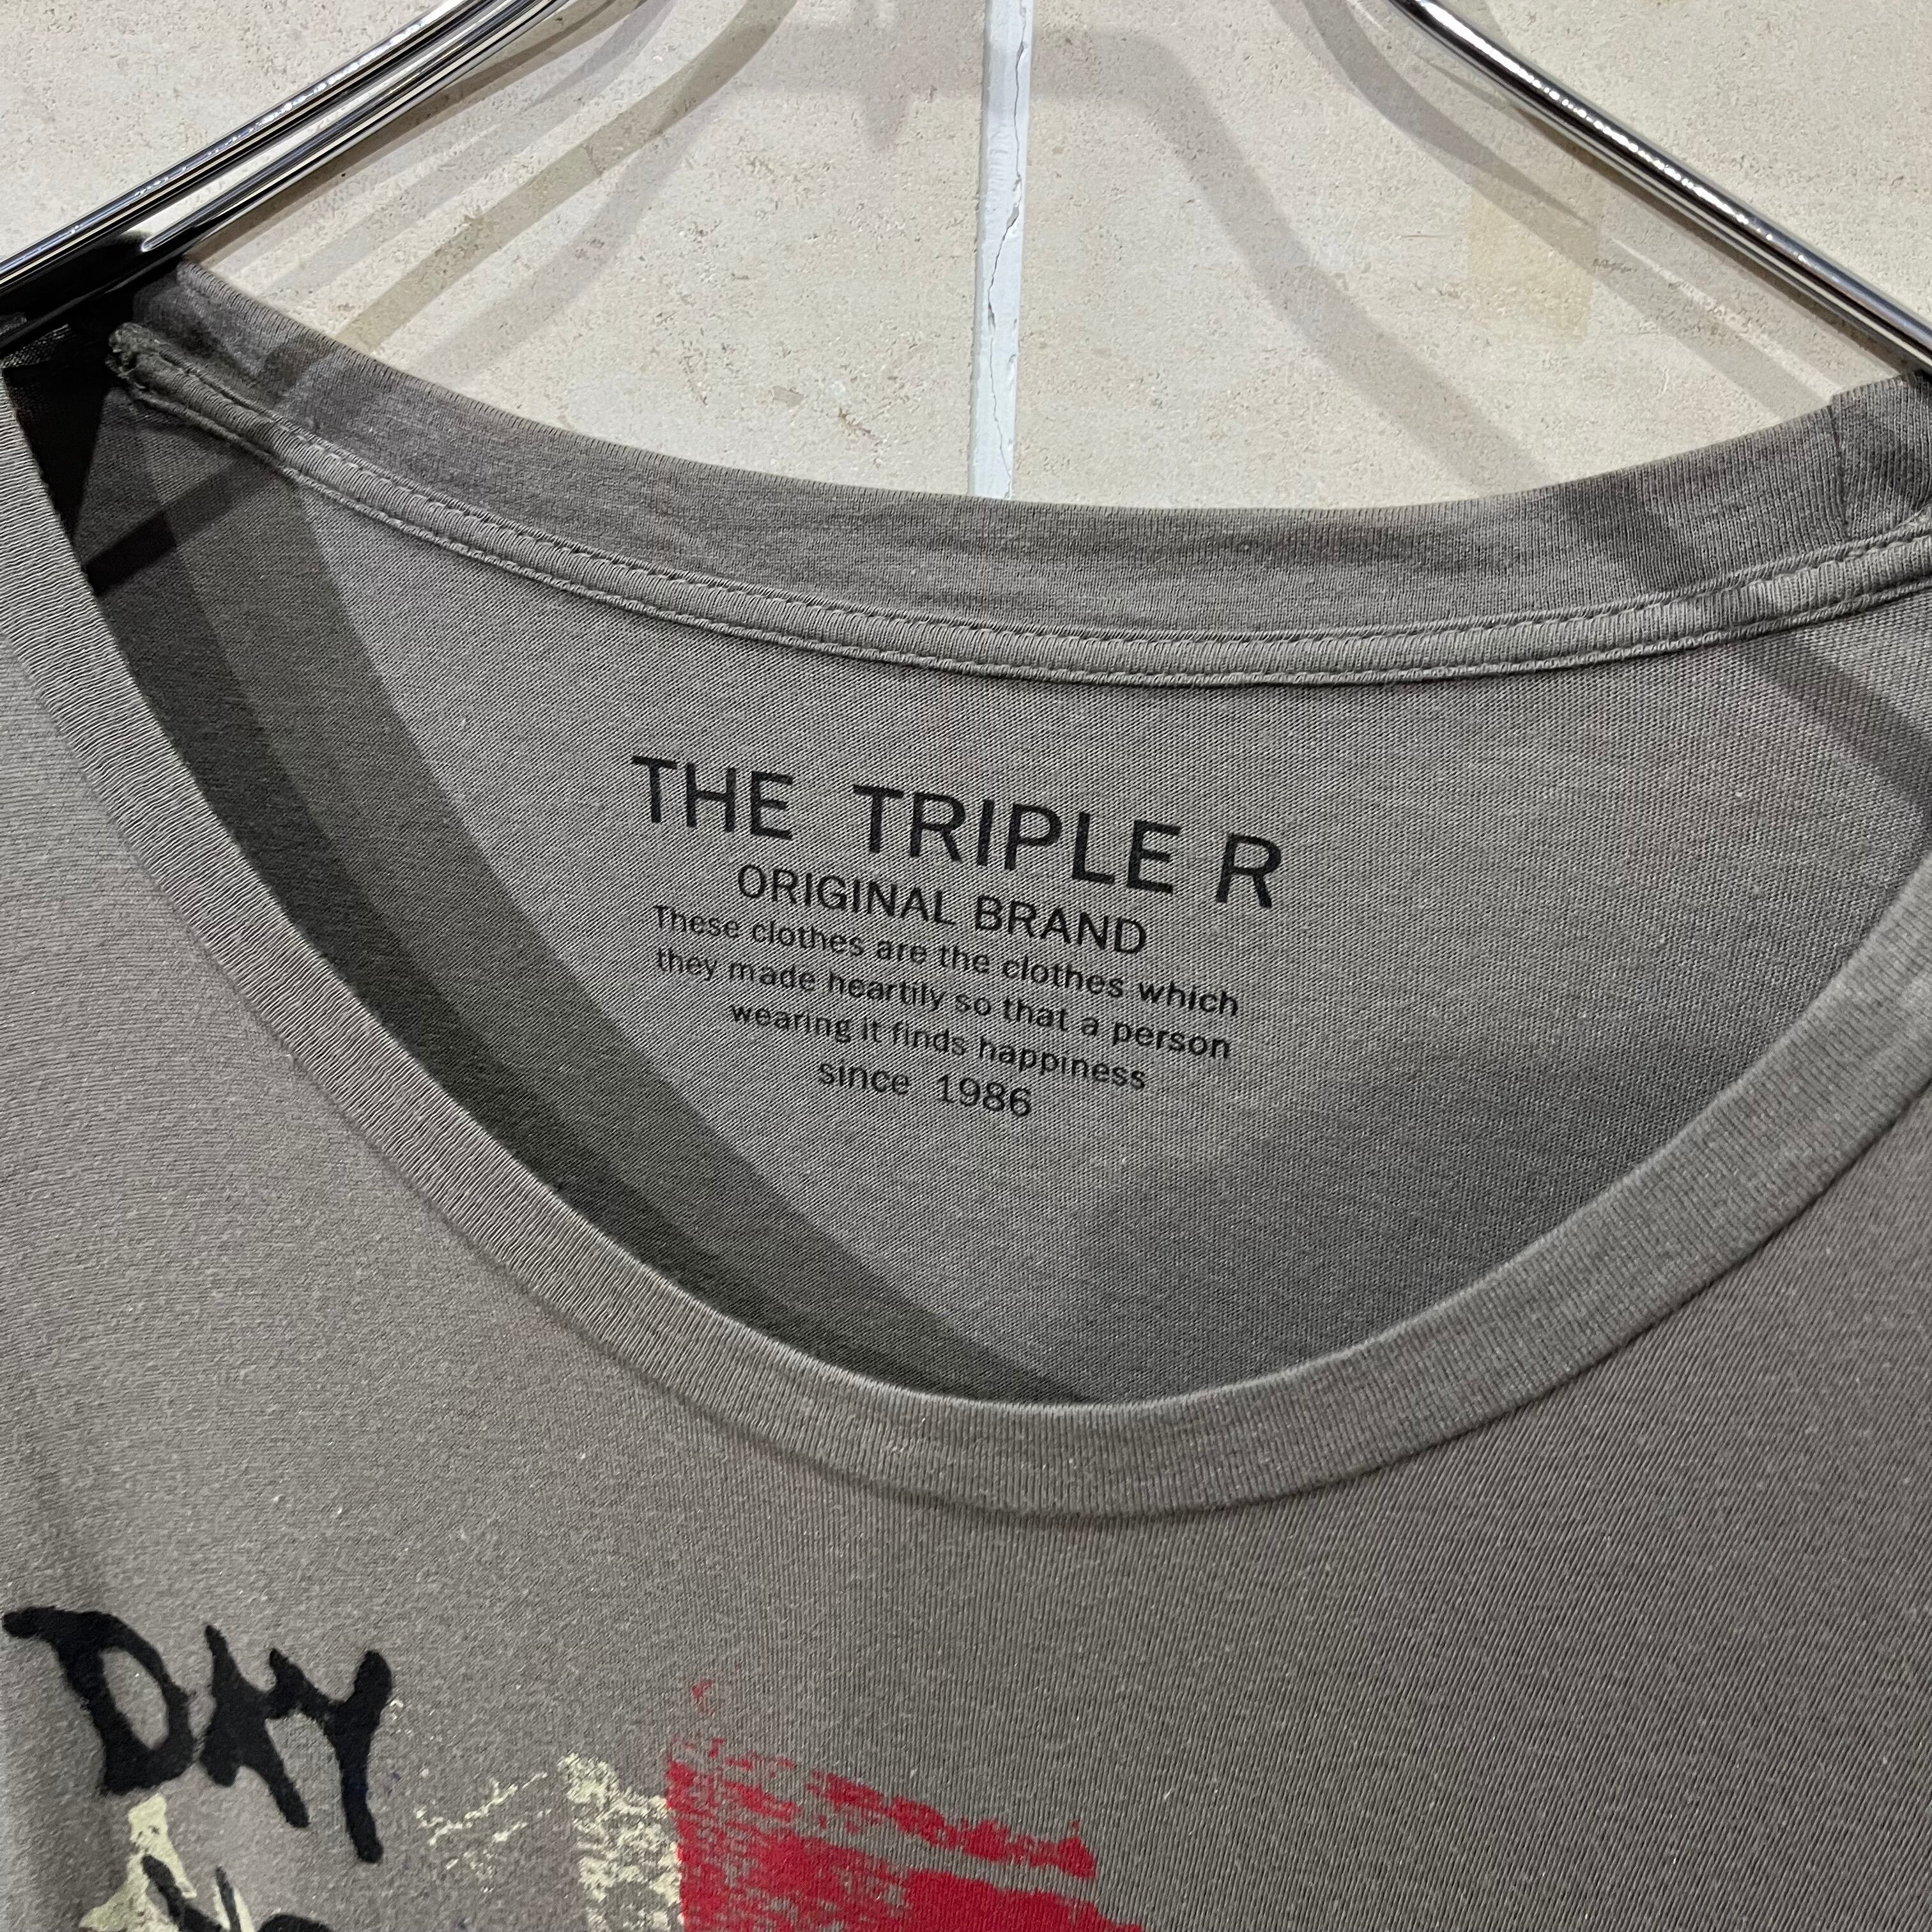 THE TRIPLE R
ORIGINAL BRAND
These clothes are the clothes which
they made heartily so that a person
wearing it finds happiness
since 1986
DAY